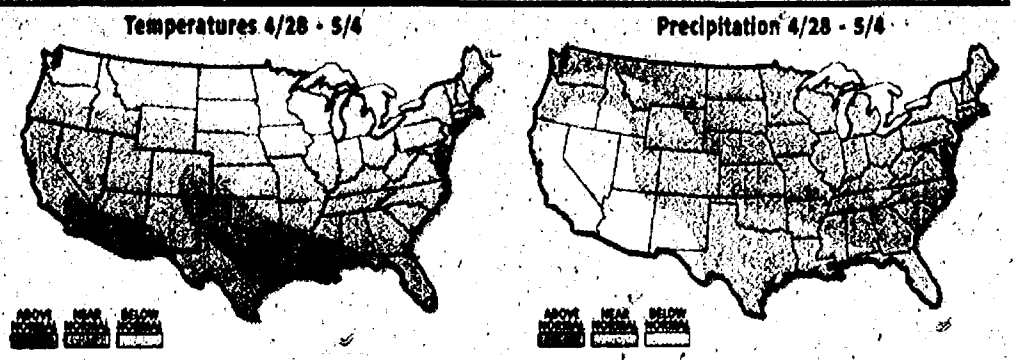 Temperatures 4/28 - 5/4
Precipitation 4/28 - 5/4
ABOVE NEAR BELOW
NORMAL NORMAL NORMAL
ABOVE NEAR BELOW
NORMAL NORMAL NORMAL